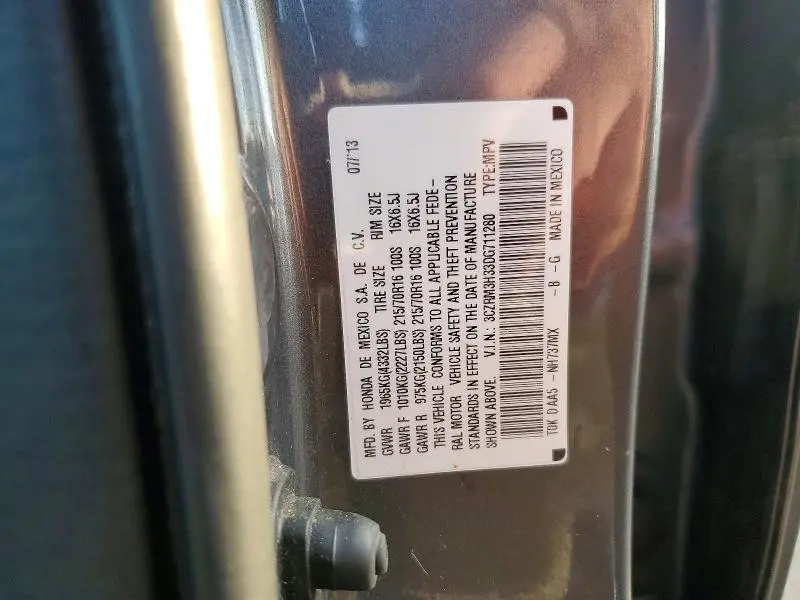 MFD. BY HONDA DE MEXICO S.A. DE C.V. 07/13
GVWR 1965KG(4332LBS) TIRE SIZE RIM SIZE
GAWR F 1010KG(2227LBS) 215/70R16 100S 16X6.5J
GAWR R 975KG(2150LBS) 215/70R16 100S 16X6.5J
THIS VEHICLE CONFORMS TO ALL APPLICABLE FEDE-
RAL MOTOR VEHICLE SAFETY AND THEFT PREVENTION
STANDARDS IN EFFECT ON THE DATE OF MANUFACTURE
SHOWN ABOVE. V.I.N.: 3CZRM3H33DG711280 TYPE:MPV
T0K DAA5 -NH737MX -B -G MADE IN MEXICO